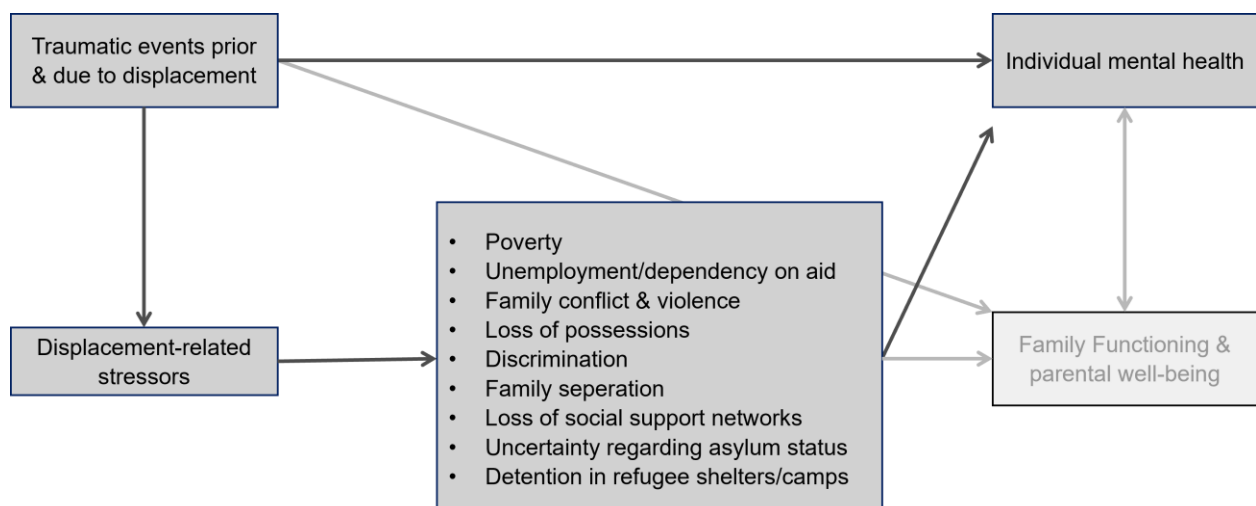 Traumatic events prior
& due to displacement
Individual mental health
• Poverty
• Unemployment/dependency on aid
• Family conflict & violence
• Loss of possessions
• Discrimination
• Family seperation
• Loss of social support networks
• Uncertainty regarding asylum status
• Detention in refugee shelters/camps
Displacement-related
stressors
Family Functioning &
parental well-being